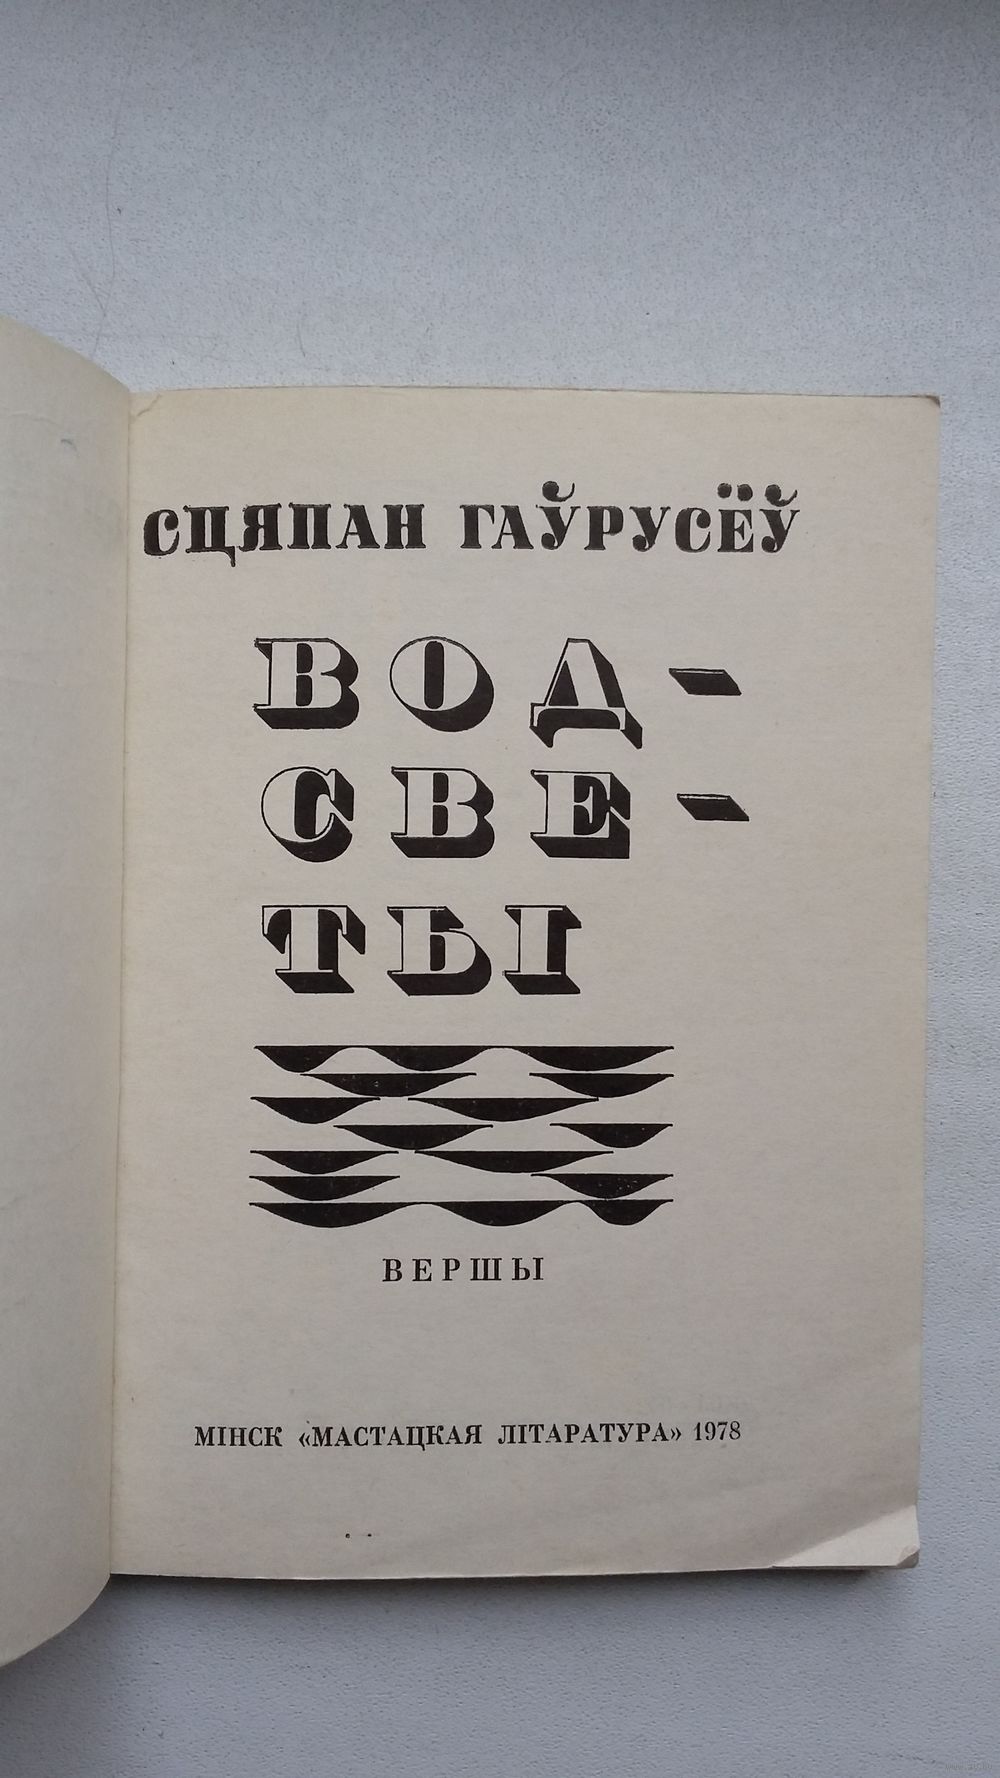 СЦЯПАН ГАЎРУСЁЎ
ВОД-
СВЕ-
ТЫ
ВЕРШЫ
МІНСК «МАСТАЦКАЯ ЛІТАРАТУРА» 1978